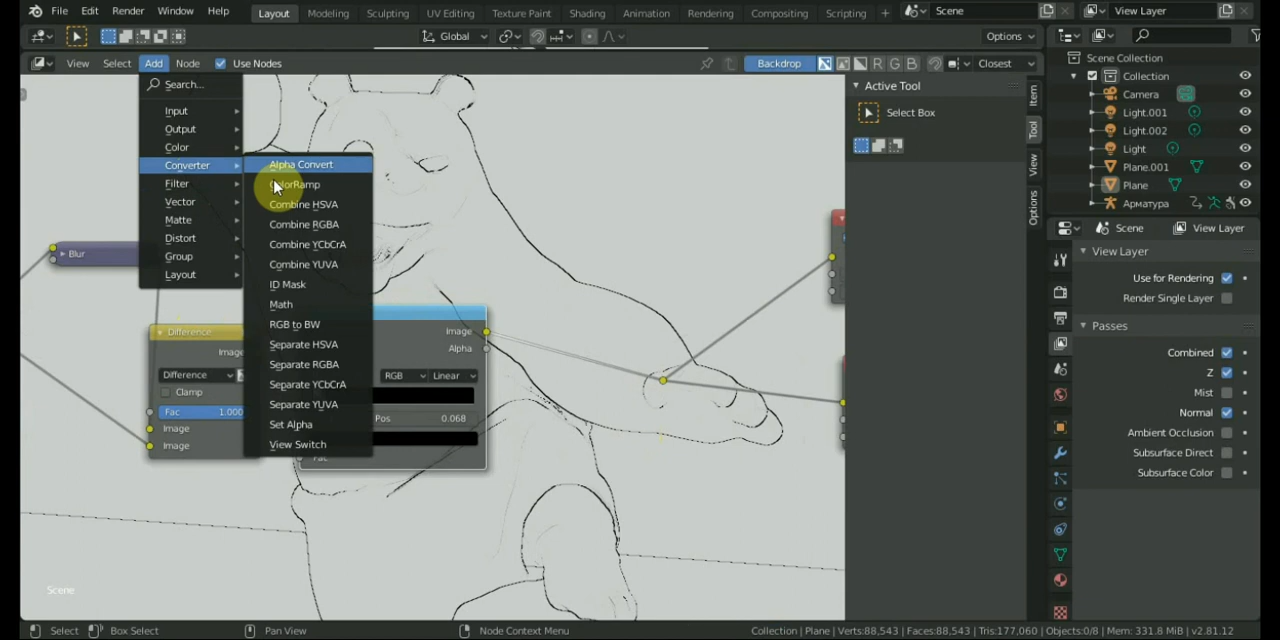 File Edit Render Window Help Layout Modeling Sculpting UV Editing Texture Paint Shading Animation Rendering Compositing Scripting + Scene View Layer
Global Options
View Select Add Node Use Nodes Backdrop R G B Closest
Search...
Input
Output
Color
Converter
Filter
Vector
Matte
Distort
Group
Layout
Alpha Convert
ColorRamp
Combine HSVA
Combine RGBA
Combine YCbCrA
Combine YUVA
ID Mask
Math
RGB to BW
Separate HSVA
Separate RGBA
Separate YCbCrA
Separate YUVA
Set Alpha
View Switch
Blur
Difference
Image
Difference
Clamp
Fac 1.000
Image
Image
Image
Alpha
RGB Linear
Pos 0.068
Fac
Scene
Active Tool
Select Box
Item
Tool
View
Options
Scene Collection
Collection
Camera
Light.001
Light.002
Light
Plane.001
Plane
Арматура
Scene View Layer
View Layer
Use for Rendering
Render Single Layer
Passes
Combined
Z
Mist
Normal
Ambient Occlusion
Subsurface Direct
Subsurface Color
Select Box Select Pan View Node Context Menu Collection | Plane | Verts:88,543 | Faces:88,543 | Tris:177,060 | Objects:0/8 | Mem: 331.8 MiB | v2.81.12